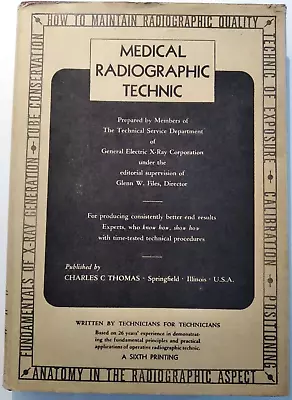 HOW TO MAINTAIN RADIOGRAPHIC QUALITY
TECHNIC OF EXPOSURE - CALIBRATION - POSITIONING
ANATOMY IN THE RADIOGRAPHIC ASPECT
FUNDAMENTALS OF X-RAY GENERATION - TUBE CONSERVATION
MEDICAL
RADIOGRAPHIC
TECHNIC
Prepared by Members of
The Technical Service Department
of
General Electric X-Ray Corporation
under the
editorial supervision of
Glenn W. Files, Director
For producing consistently better end results
Experts, who know how, show how
with time-tested technical procedures
Published by
CHARLES C THOMAS · Springfield · Illinois · U.S.A.
WRITTEN BY TECHNICIANS FOR TECHNICIANS
Based on 26 years' experience in demonstrat-
ing the fundamental principles and practical
applications of operative radiographic technic.
A SIXTH PRINTING